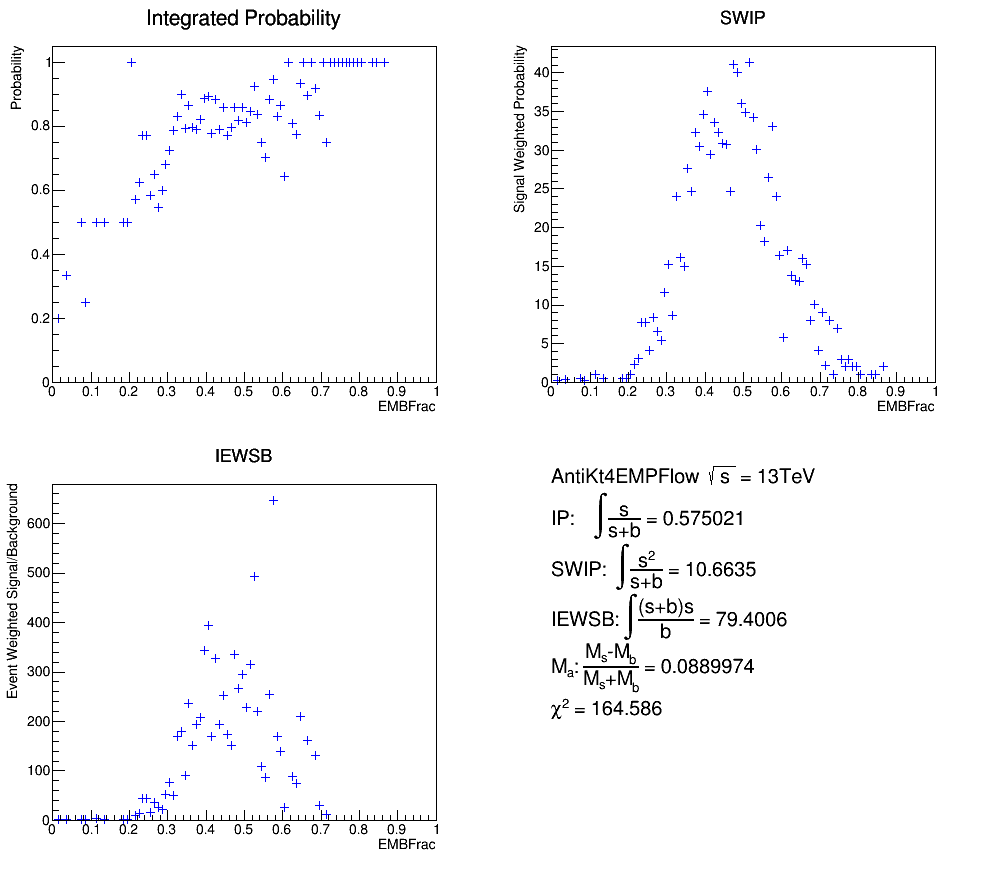 Integrated Probability
Probability
1
0.8
0.6
0.4
0.2
0
0 0.1 0.2 0.3 0.4 0.5 0.6 0.7 0.8 0.9 1
EMBFrac
SWIP
Signal Weighted Probability
40
35
30
25
20
15
10
5
0
0 0.1 0.2 0.3 0.4 0.5 0.6 0.7 0.8 0.9 1
EMBFrac
IEWSB
Event Weighted Signal/Background
600
500
400
300
200
100
0
0 0.1 0.2 0.3 0.4 0.5 0.6 0.7 0.8 0.9 1
EMBFrac
AntiKt4EMPFlow √s = 13TeV
IP: ∫ s/(s+b) = 0.575021
SWIP: ∫ s²/(s+b) = 10.6635
IEWSB: ∫ (s+b)s/b = 79.4006
Mₐ: (M_s-M_b)/(M_s+M_b) = 0.0889974
χ² = 164.586